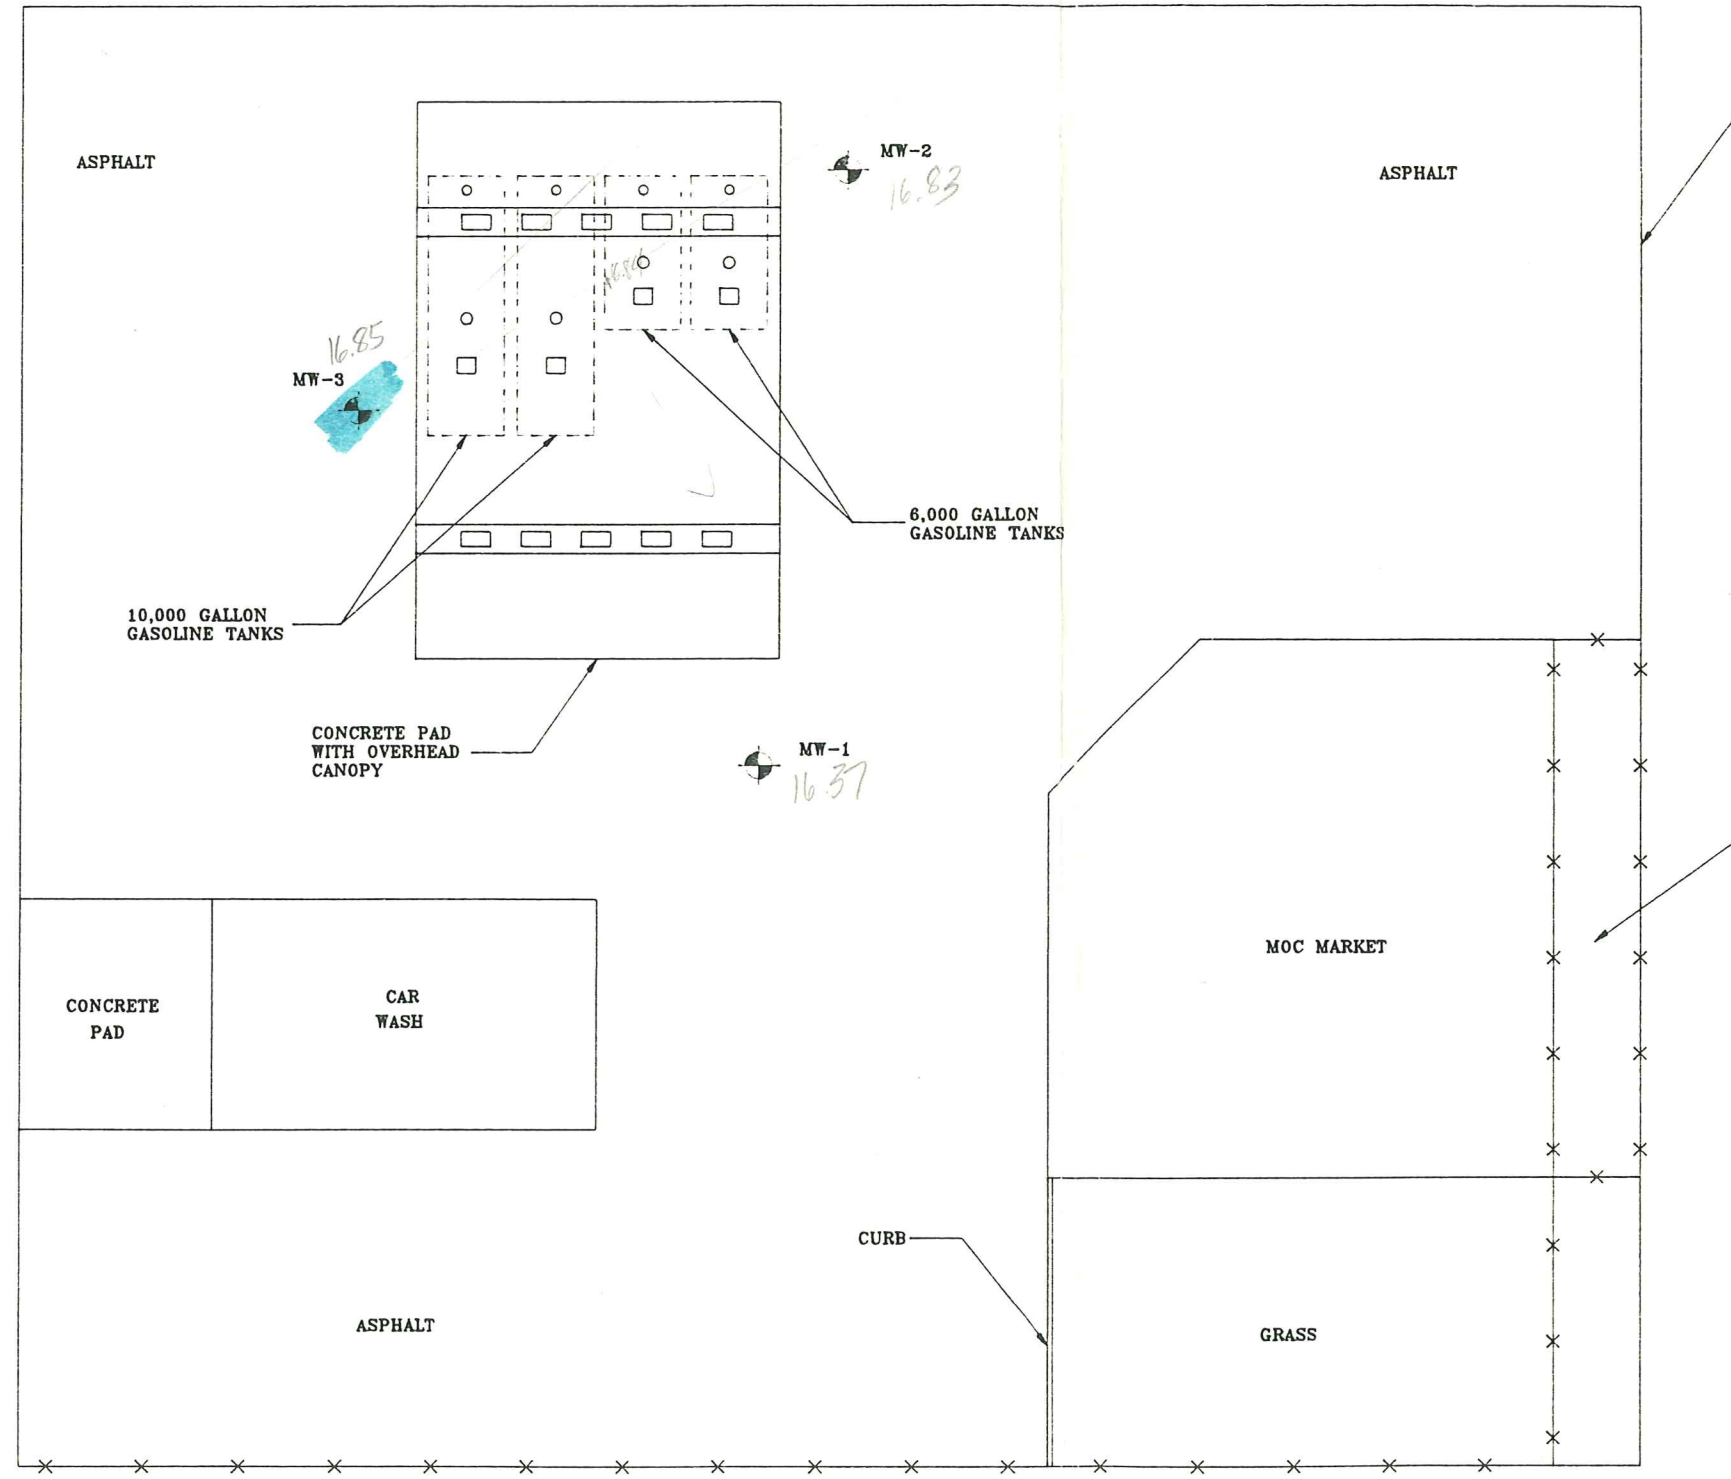 ASPHALT
MW-2
16.83
ASPHALT
16.85
MW-3
6,000 GALLON
GASOLINE TANKS
10,000 GALLON
GASOLINE TANKS
CONCRETE PAD
WITH OVERHEAD
CANOPY
MW-1
16.37
MOC MARKET
CONCRETE
PAD
CAR
WASH
CURB
ASPHALT
GRASS